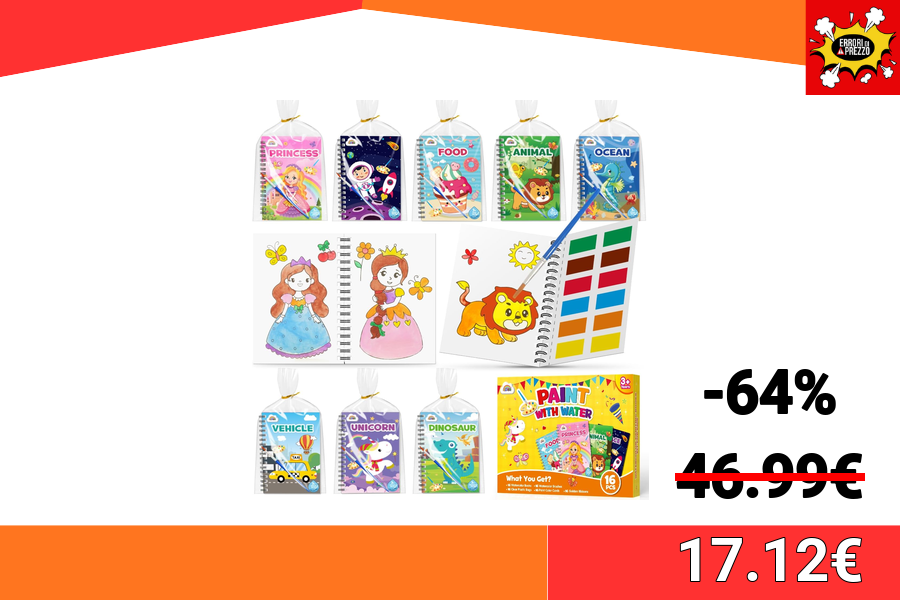 ERRORI DI
PREZZO
PRINCESS
FOOD
ANIMAL
OCEAN
VEHICLE
UNICORN
DINOSAUR
3+
PAINT
WITH WATER
What You Get?
16
PCS
-64%
46.99€
17.12€